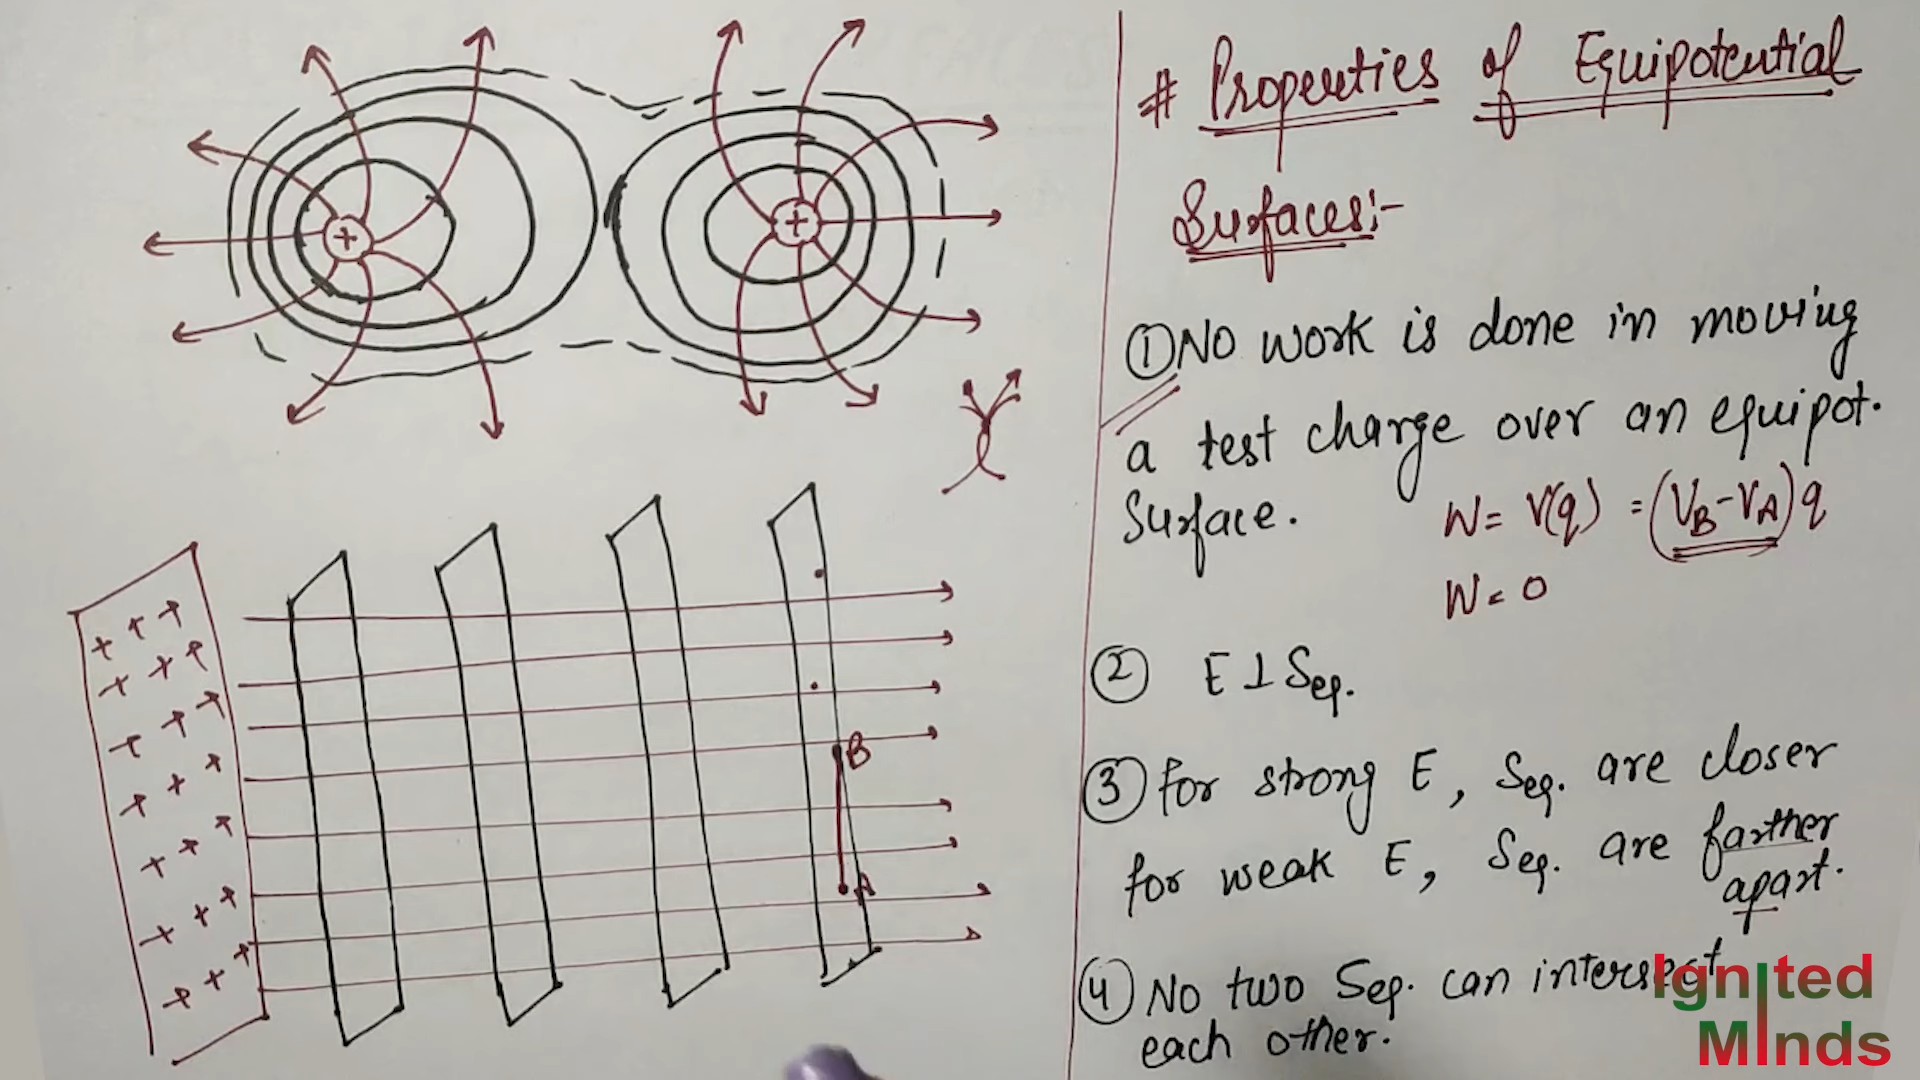 # Properties of Equipotential
Surfaces:-
① No work is done in moving
a test charge over an equipot.
Surface.
W = V(q) = (VB - VA)q
W = 0
② E ⊥ Seq.
③ for strong E, Seq. are closer
for weak E, Seq. are farther
apart.
④ No two Seq. can intersect
each other.
+
+
B
A
Ignited
Minds